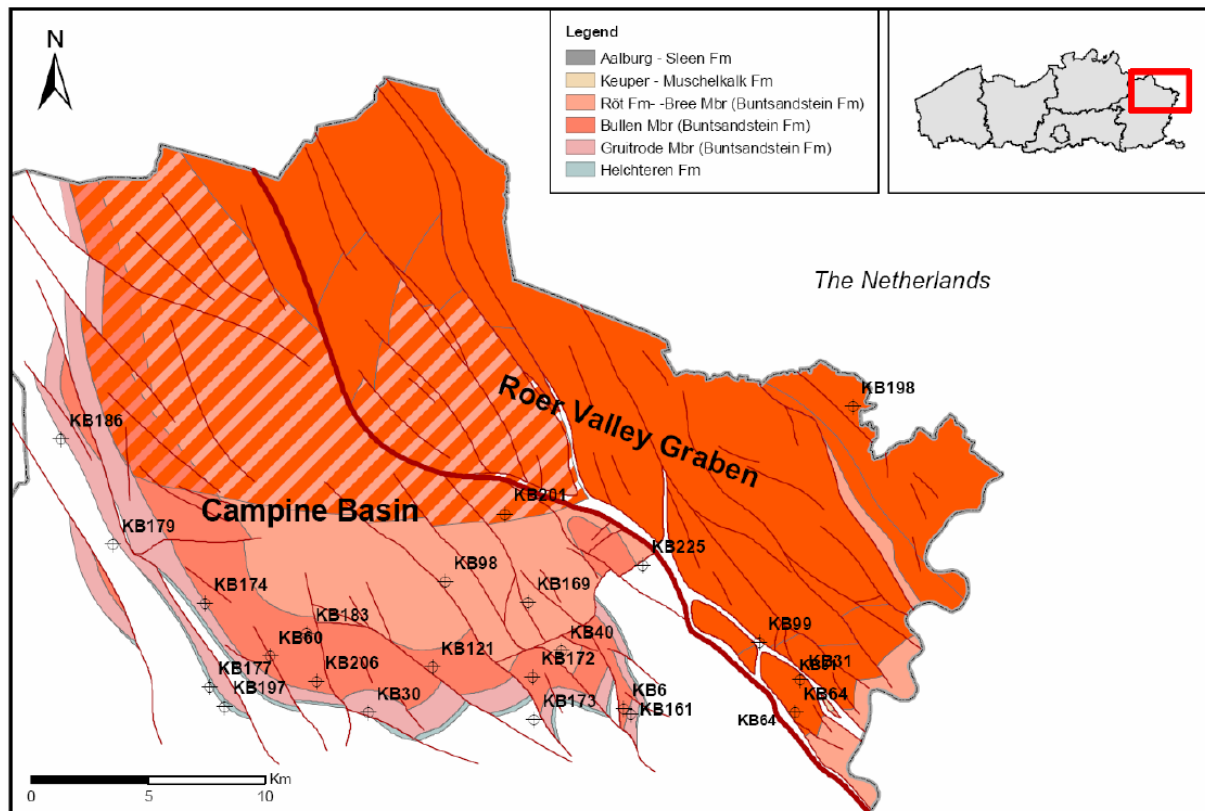 N
Legend
Aalburg - Sleen Fm
Keuper - Muschelkalk Fm
Röt Fm- -Bree Mbr (Buntsandstein Fm)
Bullen Mbr (Buntsandstein Fm)
Gruitrode Mbr (Buntsandstein Fm)
Helchteren Fm
The Netherlands
Roer Valley Graben
Campine Basin
KB198
KB186
KB201
KB179
KB225
KB98
KB174
KB169
KB183
KB99
KB60
KB40
KB121
KB172
KB31
KB177
KB206
KB197
KB30
KB6
KB64
KB173
KB161
KB64
Km
0 5 10